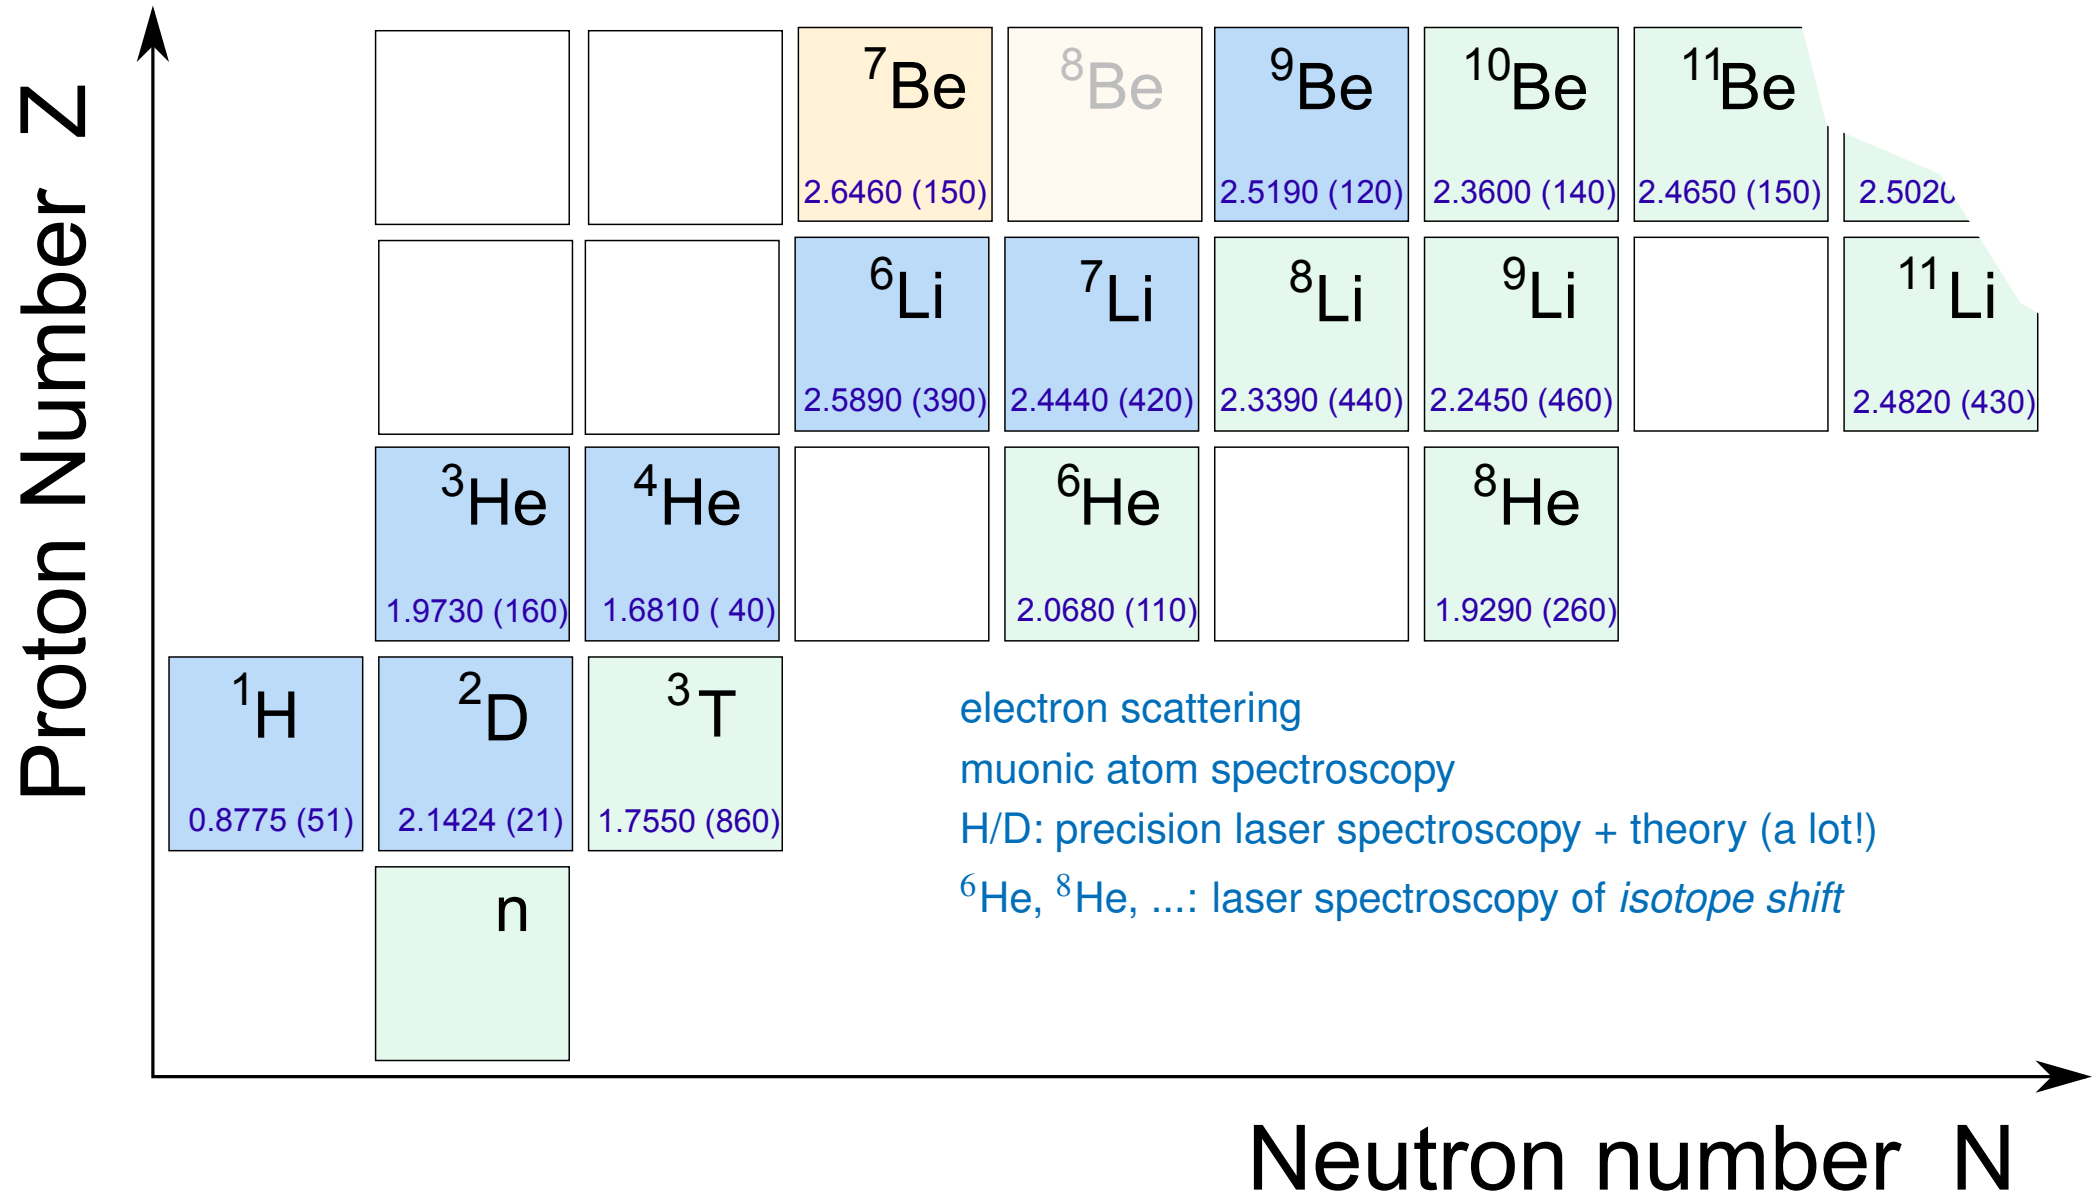 Proton Number Z
⁷Be
⁸Be
⁹Be
¹⁰Be
¹¹Be
2.6460 (150)
2.5190 (120)
2.3600 (140)
2.4650 (150)
2.5020
⁶Li
⁷Li
⁸Li
⁹Li
¹¹Li
2.5890 (390)
2.4440 (420)
2.3390 (440)
2.2450 (460)
2.4820 (430)
³He
⁴He
⁶He
⁸He
1.9730 (160)
1.6810 ( 40)
2.0680 (110)
1.9290 (260)
¹H
²D
³T
0.8775 (51)
2.1424 (21)
1.7550 (860)
electron scattering
muonic atom spectroscopy
H/D: precision laser spectroscopy + theory (a lot!)
⁶He, ⁸He, ...: laser spectroscopy of isotope shift
n
Neutron number N